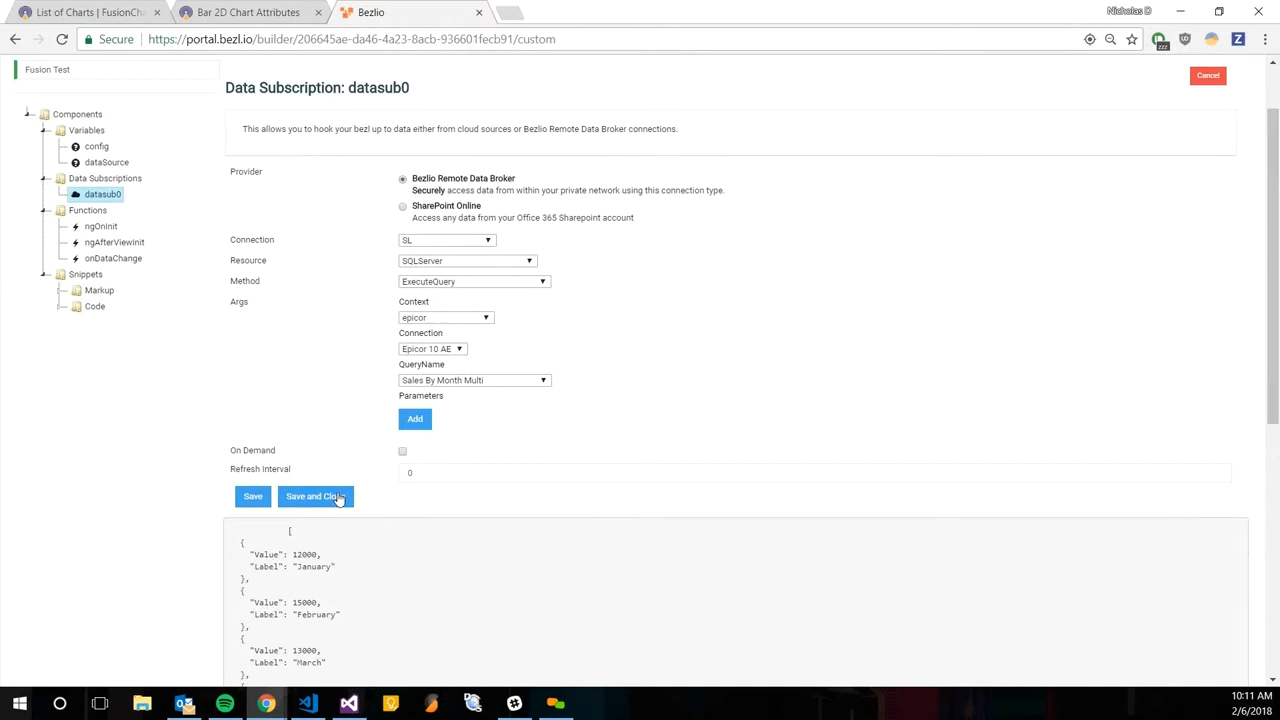 List of Charts | FusionCha
Bar 2D Chart Attributes
Bezlio
Nicholas D
Secure
https://portal.bezl.io/builder/206645ae-da46-4a23-8acb-936601fecb91/custom
Fusion Test
Cancel
Data Subscription: datasub0
This allows you to hook your bezl up to data either from cloud sources or Bezlio Remote Data Broker connections.
Components
Variables
config
dataSource
Data Subscriptions
datasub0
Functions
ngOnInit
ngAfterViewInit
onDataChange
Snippets
Markup
Code
Provider
Bezlio Remote Data Broker
Securely access data from within your private network using this connection type.
SharePoint Online
Access any data from your Office 365 Sharepoint account
Connection
SL
Resource
SQLServer
Method
ExecuteQuery
Args
Context
epicor
Connection
Epicor 10 AE
QueryName
Sales By Month Multi
Parameters
Add
On Demand
Refresh Interval
0
Save
Save and Clo
[
{
"Value": 12000,
"Label": "January"
},
{
"Value": 15000,
"Label": "February"
},
{
"Value": 13000,
"Label": "March"
},
10:11 AM
2/6/2018